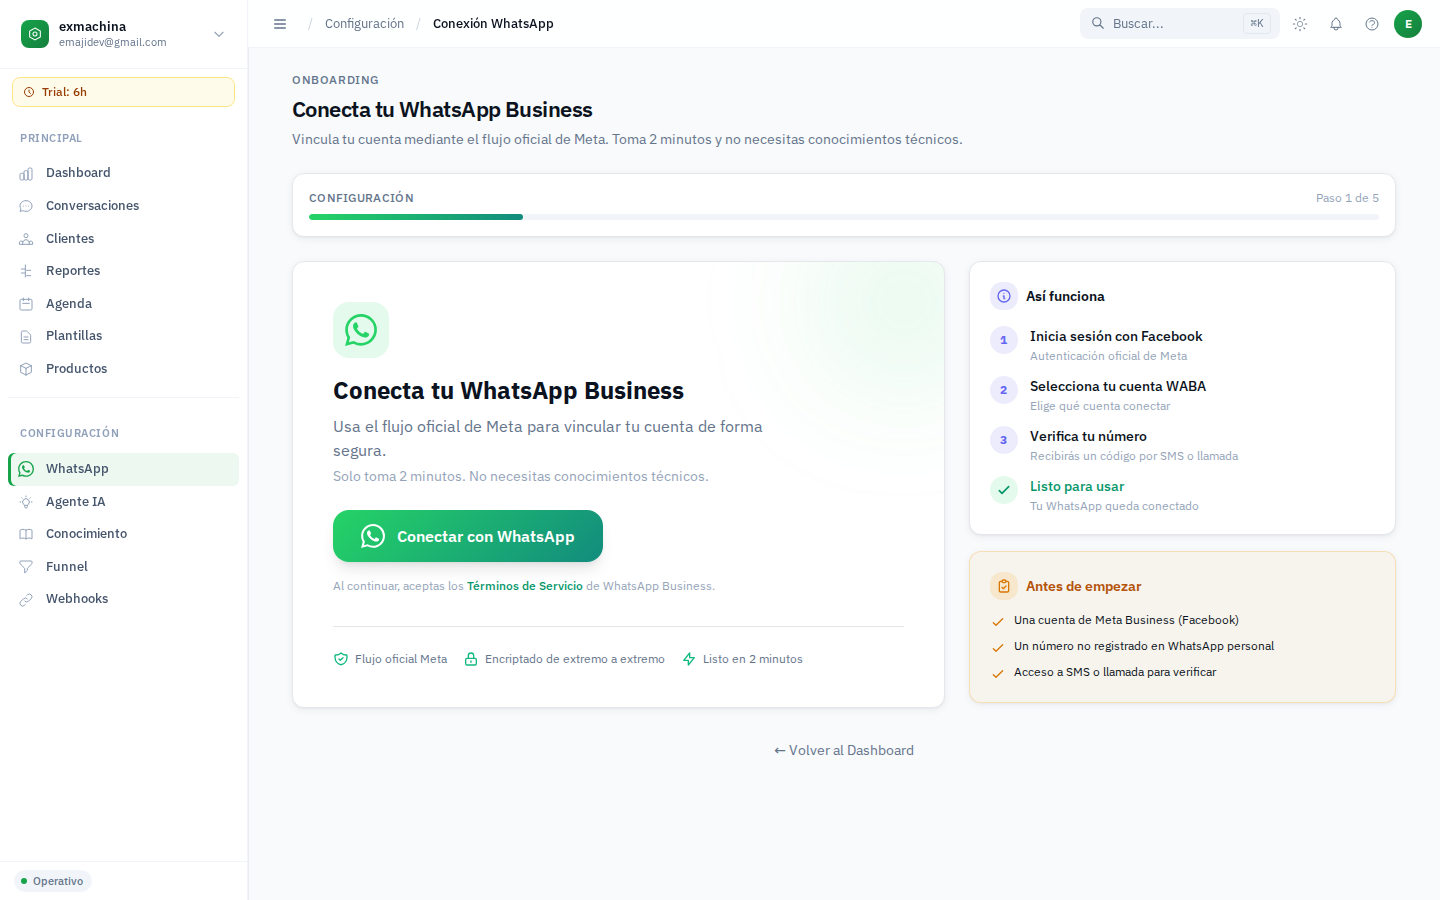 exmachina
emajidev@gmail.com
Trial: 6h
PRINCIPAL
Dashboard
Conversaciones
Clientes
Reportes
Agenda
Plantillas
Productos
CONFIGURACIÓN
WhatsApp
Agente IA
Conocimiento
Funnel
Webhooks
Operativo
/ Configuración / Conexión WhatsApp
Buscar... ⌘K
E
ONBOARDING
Conecta tu WhatsApp Business
Vincula tu cuenta mediante el flujo oficial de Meta. Toma 2 minutos y no necesitas conocimientos técnicos.
CONFIGURACIÓN
Paso 1 de 5
Conecta tu WhatsApp Business
Usa el flujo oficial de Meta para vincular tu cuenta de forma
segura.
Solo toma 2 minutos. No necesitas conocimientos técnicos.
Conectar con WhatsApp
Al continuar, aceptas los Términos de Servicio de WhatsApp Business.
Flujo oficial Meta
Encriptado de extremo a extremo
Listo en 2 minutos
Así funciona
1 Inicia sesión con Facebook
Autenticación oficial de Meta
2 Selecciona tu cuenta WABA
Elige qué cuenta conectar
3 Verifica tu número
Recibirás un código por SMS o llamada
Listo para usar
Tu WhatsApp queda conectado
Antes de empezar
Una cuenta de Meta Business (Facebook)
Un número no registrado en WhatsApp personal
Acceso a SMS o llamada para verificar
← Volver al Dashboard